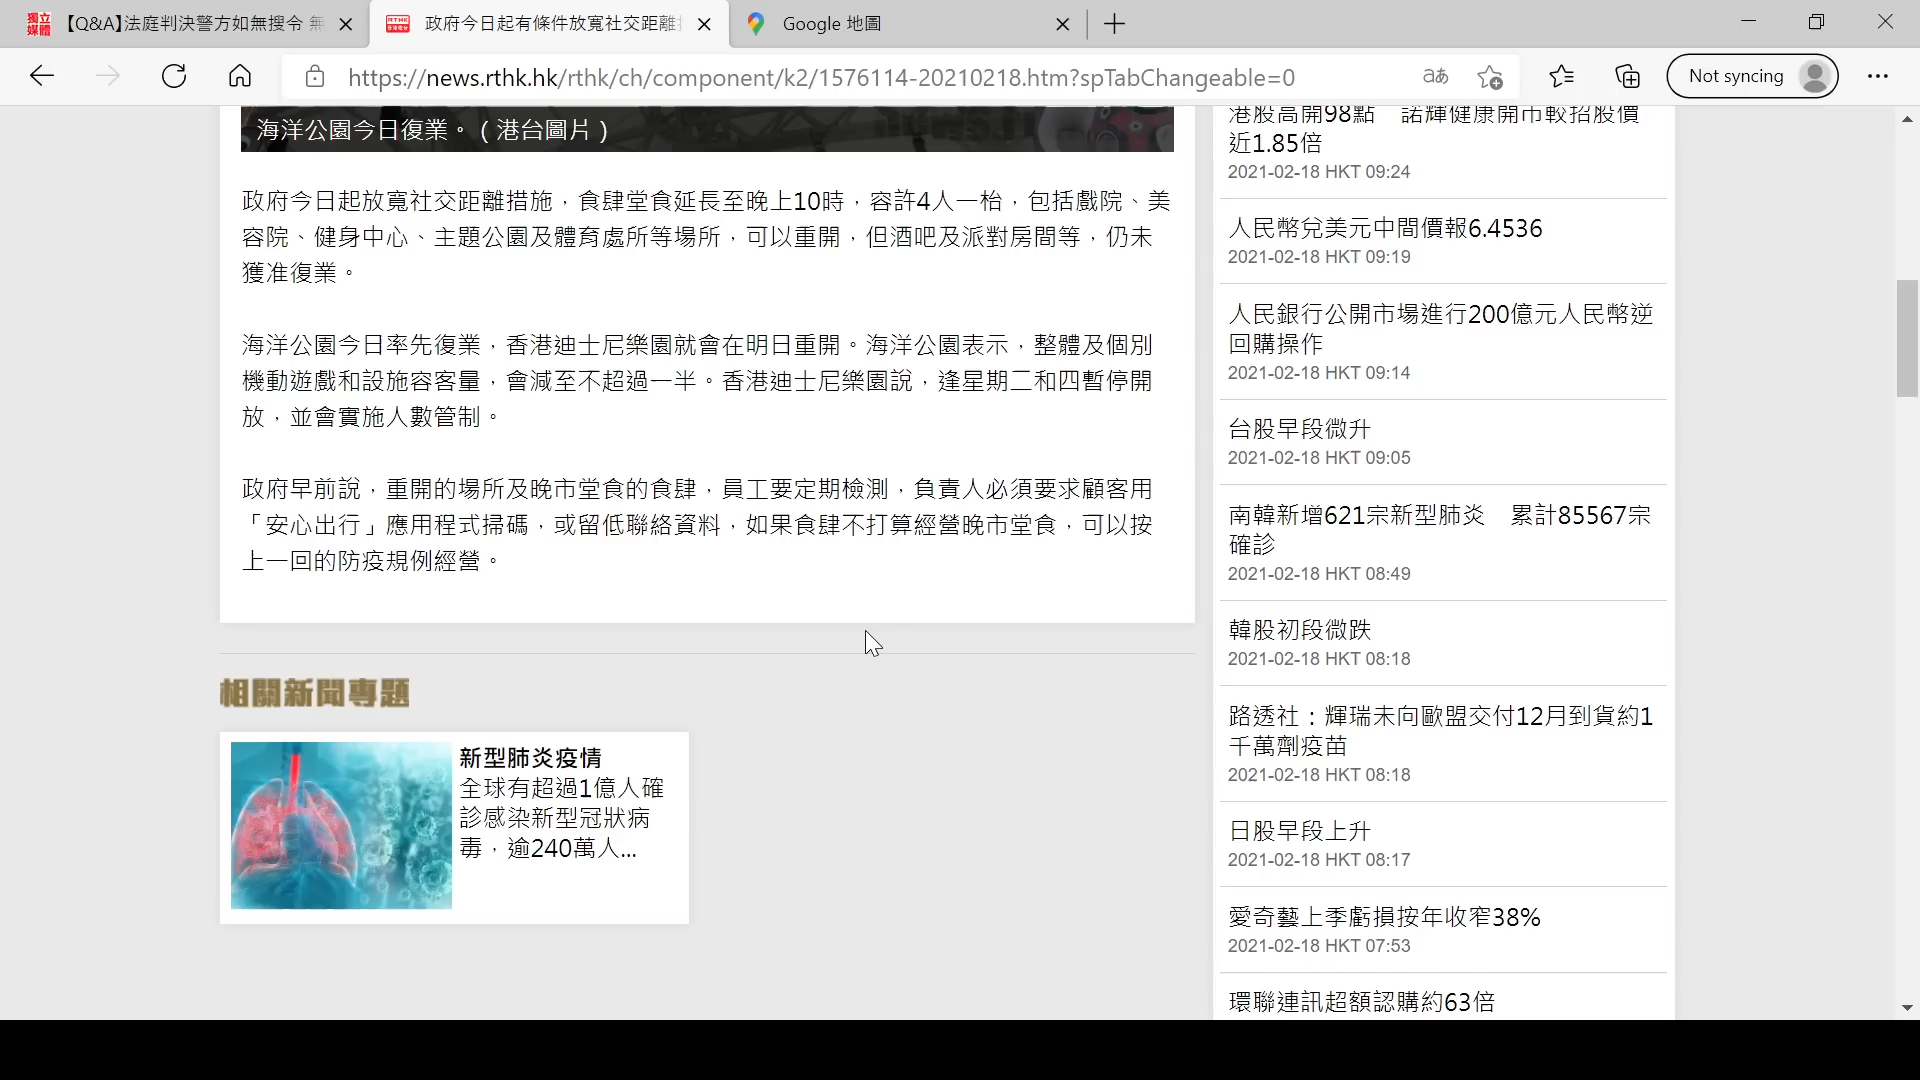 【Q&A】法庭判決警方如無搜令 無
政府今日起有條件放寬社交距離
Google 地圖
https://news.rthk.hk/rthk/ch/component/k2/1576114-20210218.htm?spTabChangeable=0
Not syncing
海洋公園今日復業。(港台圖片)
政府今日起放寬社交距離措施，食肆堂食延長至晚上10時，容許4人一枱，包括戲院、美
容院、健身中心、主題公園及體育處所等場所，可以重開，但酒吧及派對房間等，仍未
獲准復業。
海洋公園今日率先復業，香港迪士尼樂園就會在明日重開。海洋公園表示，整體及個別
機動遊戲和設施容客量，會減至不超過一半。香港迪士尼樂園說，逢星期二和四暫停開
放，並會實施人數管制。
政府早前說，重開的場所及晚市堂食的食肆，員工要定期檢測，負責人必須要求顧客用
「安心出行」應用程式掃碼，或留低聯絡資料，如果食肆不打算經營晚市堂食，可以按
上一回的防疫規例經營。
相關新聞專題
新型肺炎疫情
全球有超過1億人確
診感染新型冠狀病
毒，逾240萬人...
港股高開98點　諾輝健康開市較招股價
近1.85倍
2021-02-18 HKT 09:24
人民幣兌美元中間價報6.4536
2021-02-18 HKT 09:19
人民銀行公開市場進行200億元人民幣逆
回購操作
2021-02-18 HKT 09:14
台股早段微升
2021-02-18 HKT 09:05
南韓新增621宗新型肺炎　累計85567宗
確診
2021-02-18 HKT 08:49
韓股初段微跌
2021-02-18 HKT 08:18
路透社：輝瑞未向歐盟交付12月到貨約1
千萬劑疫苗
2021-02-18 HKT 08:18
日股早段上升
2021-02-18 HKT 08:17
愛奇藝上季虧損按年收窄38%
2021-02-18 HKT 07:53
環聯連訊超額認購約63倍